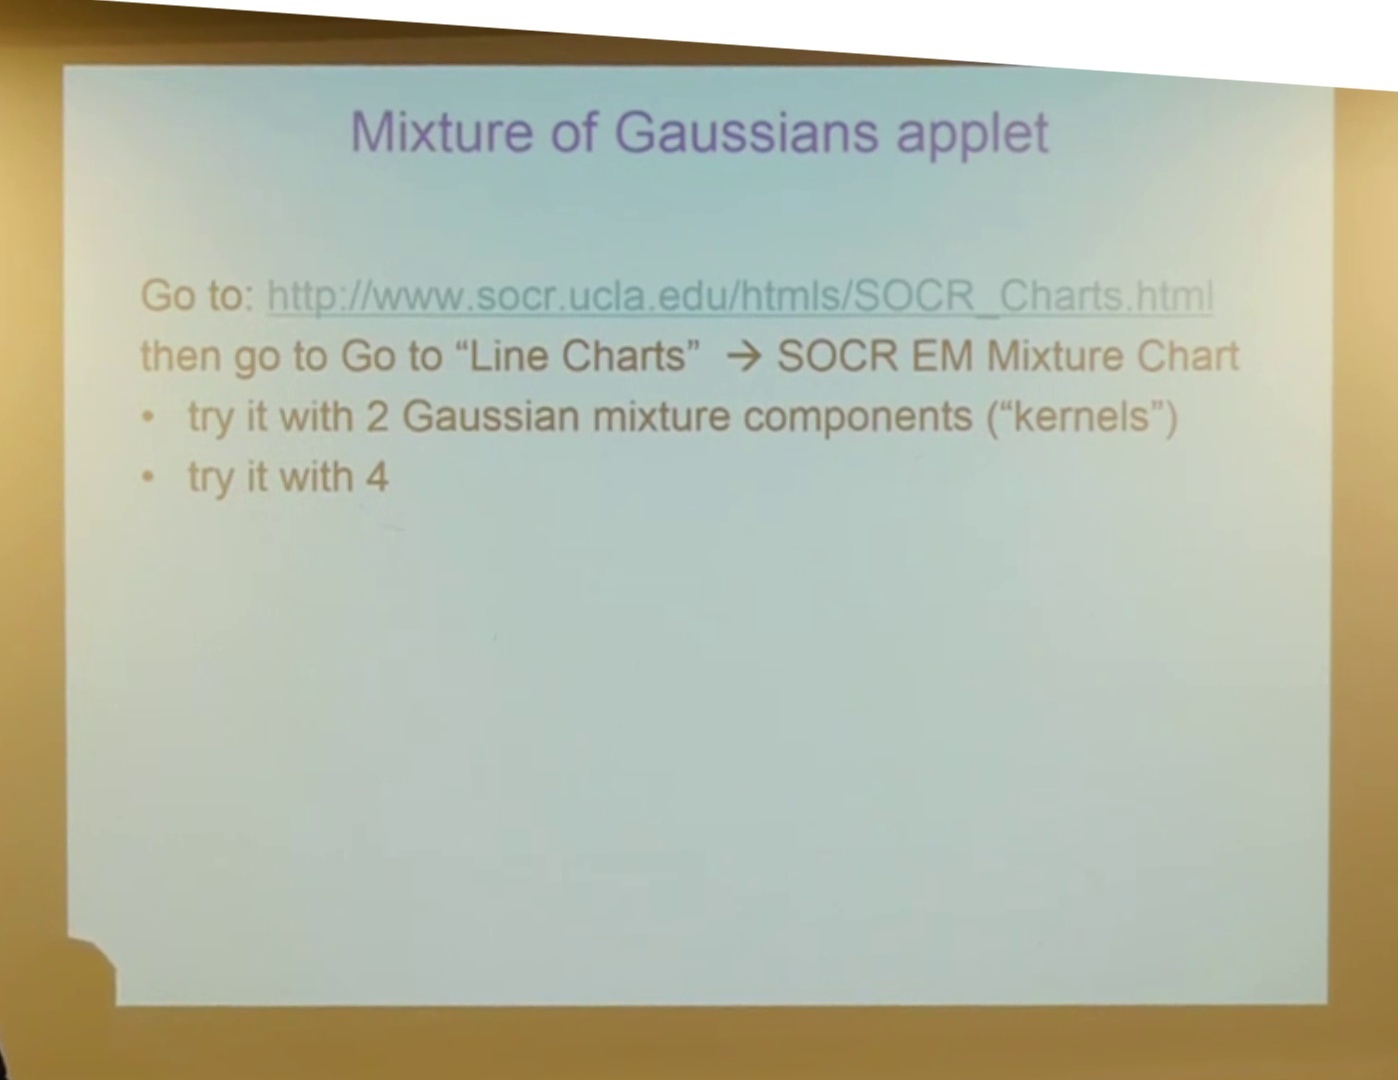 Mixture of Gaussians applet
Go to: http://www.socr.ucla.edu/htmls/SOCR_Charts.html
then go to Go to “Line Charts” → SOCR EM Mixture Chart
• try it with 2 Gaussian mixture components (“kernels”)
• try it with 4